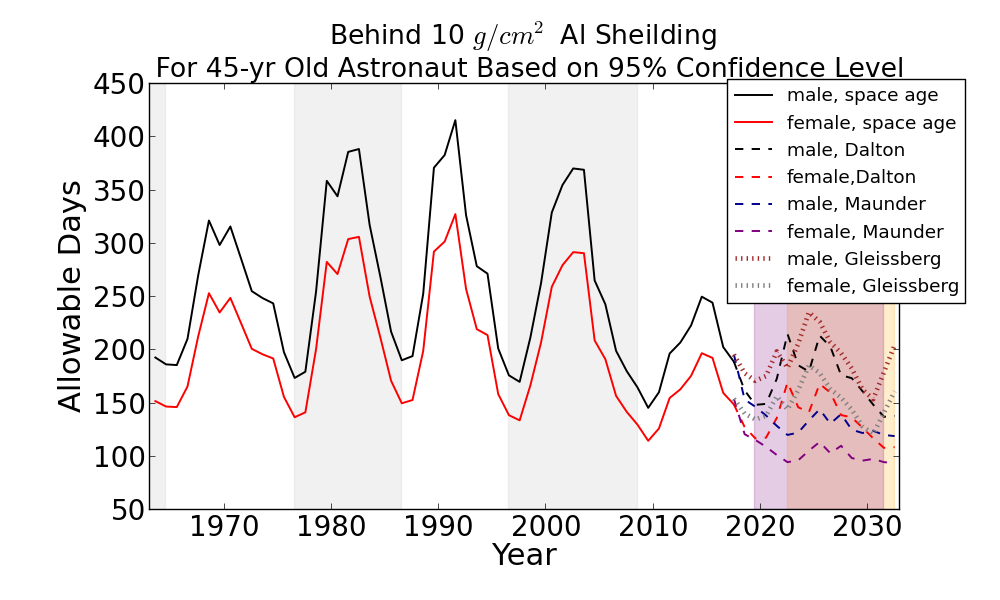 Behind 10 g/cm² Al Sheilding
For 45-yr Old Astronaut Based on 95% Confidence Level
450
400
350
300
250
200
150
100
50
Allowable Days
male, space age
female, space age
male, Dalton
female,Dalton
male, Maunder
female, Maunder
male, Gleissberg
female, Gleissberg
1970 1980 1990 2000 2010 2020 2030
Year